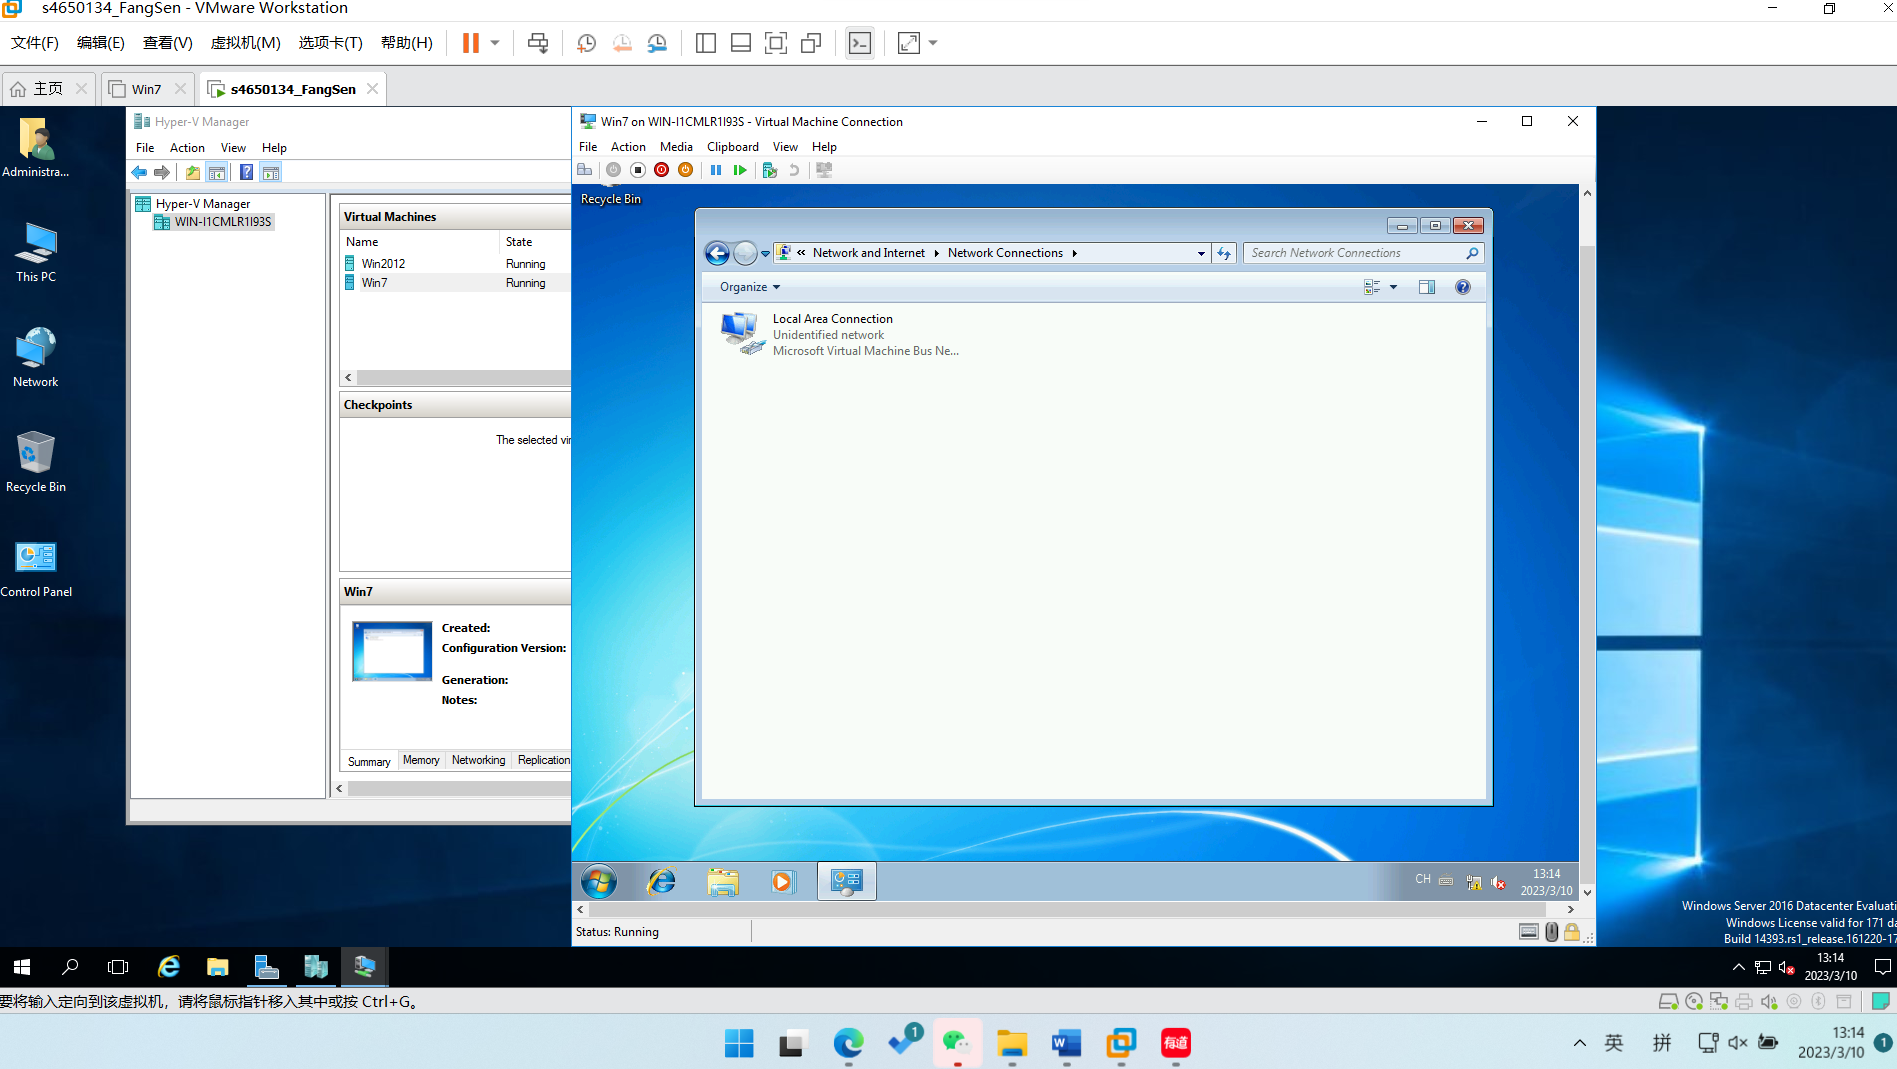 s4650134_FangSen - VMware Workstation
文件(F) 编辑(E) 查看(V) 虚拟机(M) 选项卡(T) 帮助(H)
主页 Win7 s4650134_FangSen
Administra...
This PC
Network
Recycle Bin
Control Panel
Hyper-V Manager
File Action View Help
Hyper-V Manager
WIN-I1CMLR1I93S
Virtual Machines
Name State
Win2012 Running
Win7 Running
Checkpoints
The selected vir
Win7
Created:
Configuration Version:
Generation:
Notes:
Summary Memory Networking Replication
Win7 on WIN-I1CMLR1I93S - Virtual Machine Connection
File Action Media Clipboard View Help
Recycle Bin
« Network and Internet Network Connections Search Network Connections
Organize
Local Area Connection
Unidentified network
Microsoft Virtual Machine Bus Ne...
CH 13:14
2023/3/10
Status: Running
Windows Server 2016 Datacenter Evaluati
Windows License valid for 171 da
Build 14393.rs1_release.161220-17
13:14
2023/3/10
要将输入定向到该虚拟机，请将鼠标指针移入其中或按 Ctrl+G。
1
有道
英 拼 13:14
2023/3/10 1